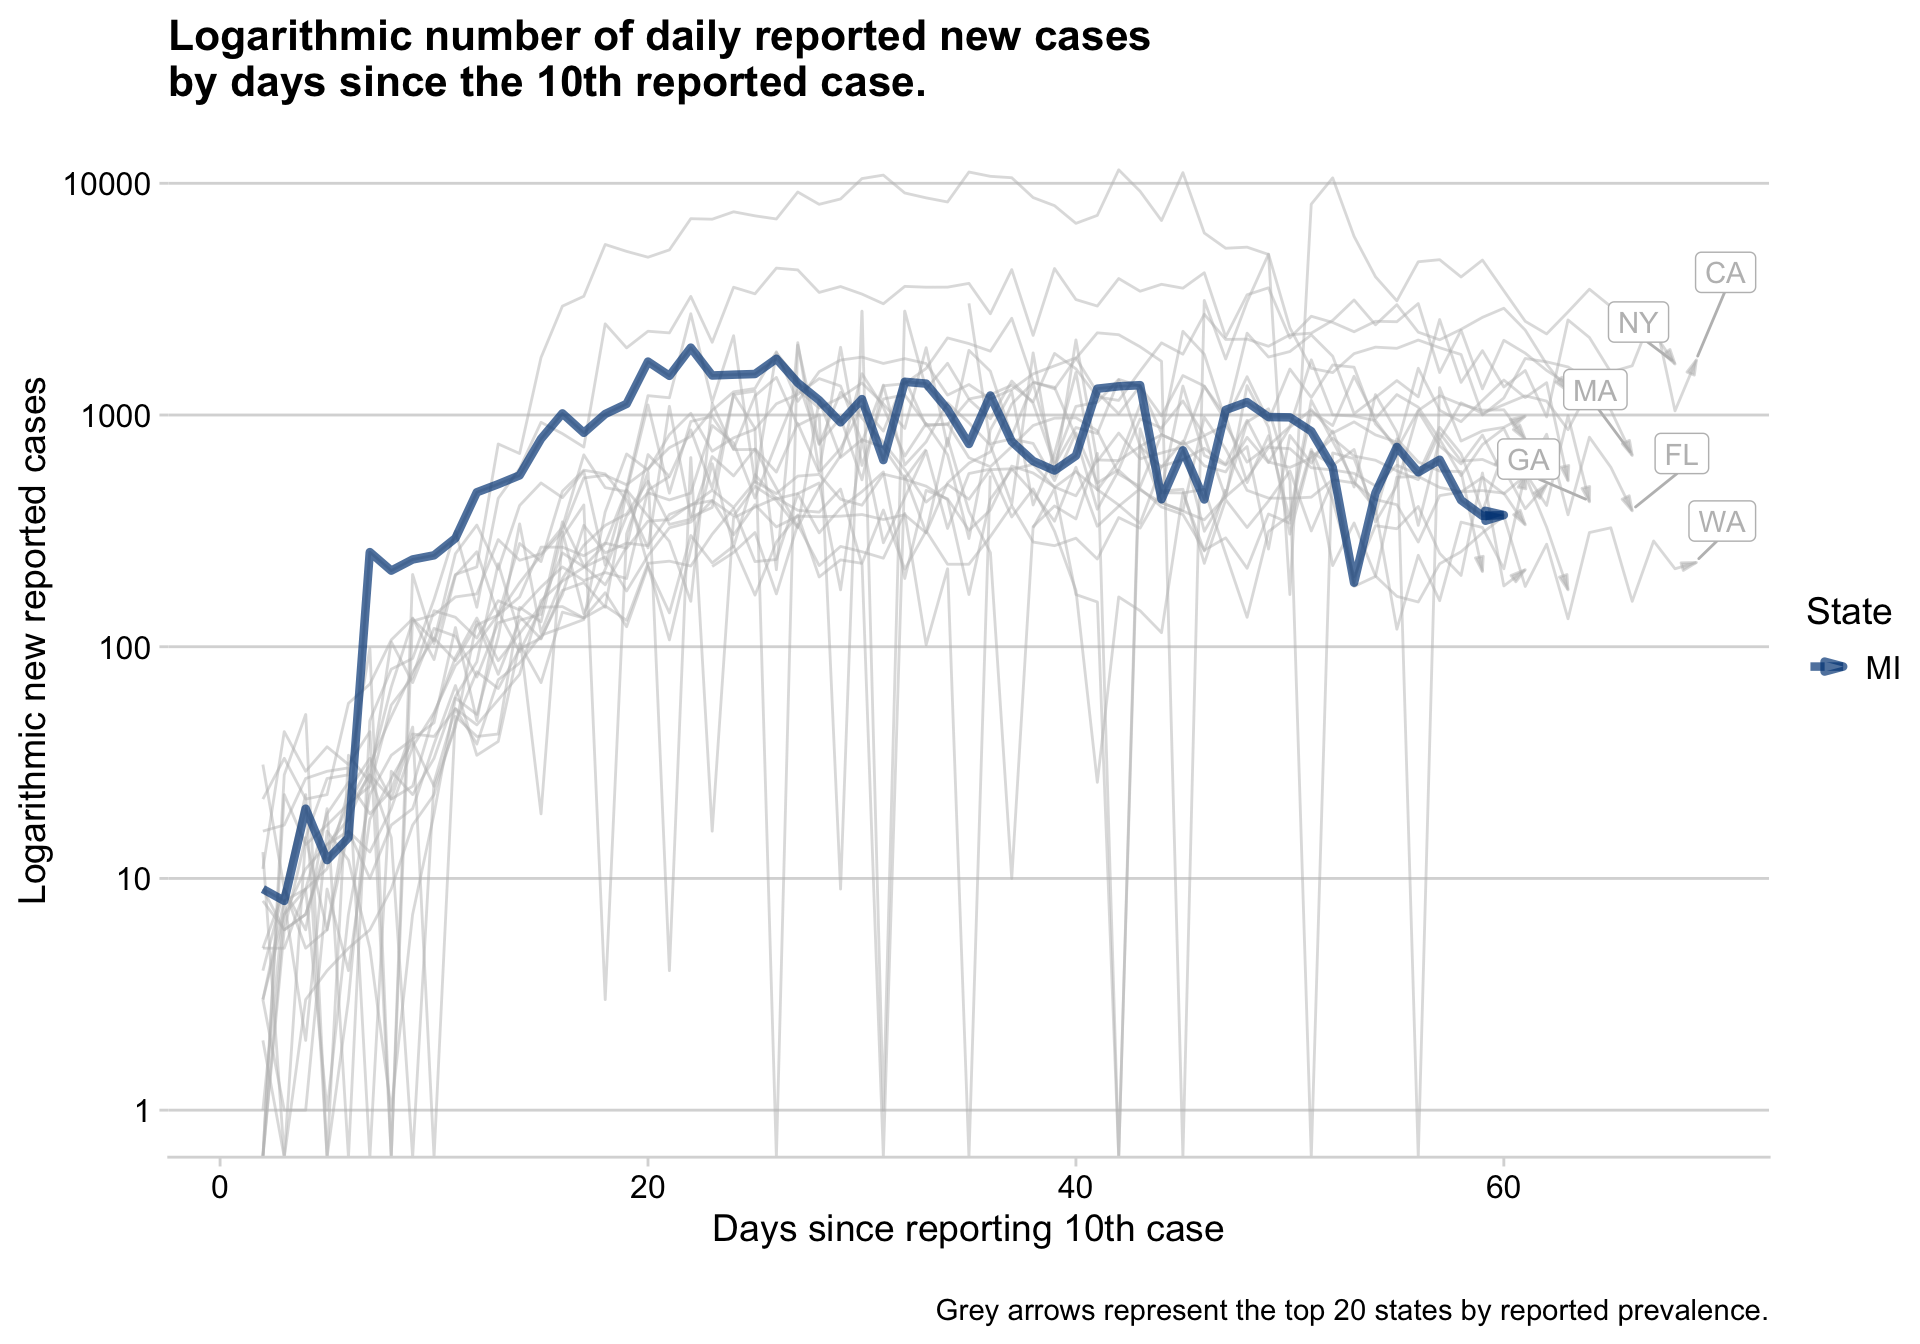 Logarithmic number of daily reported new cases
by days since the 10th reported case.
Logarithmic new reported cases
10000
1000
100
10
1
CA
NY
MA
FL
GA
WA
State
MI
0
20
40
60
Days since reporting 10th case
Grey arrows represent the top 20 states by reported prevalence.